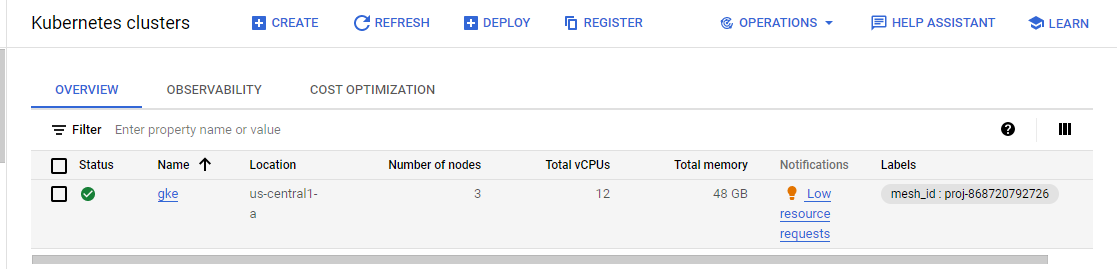 Kubernetes clusters CREATE REFRESH DEPLOY REGISTER OPERATIONS HELP ASSISTANT LEARN
OVERVIEW OBSERVABILITY COST OPTIMIZATION
Filter Enter property name or value
Status Name Location Number of nodes Total vCPUs Total memory Notifications Labels
gke us-central1- 3 12 48 GB Low mesh_id : proj-868720792726
a resource
requests